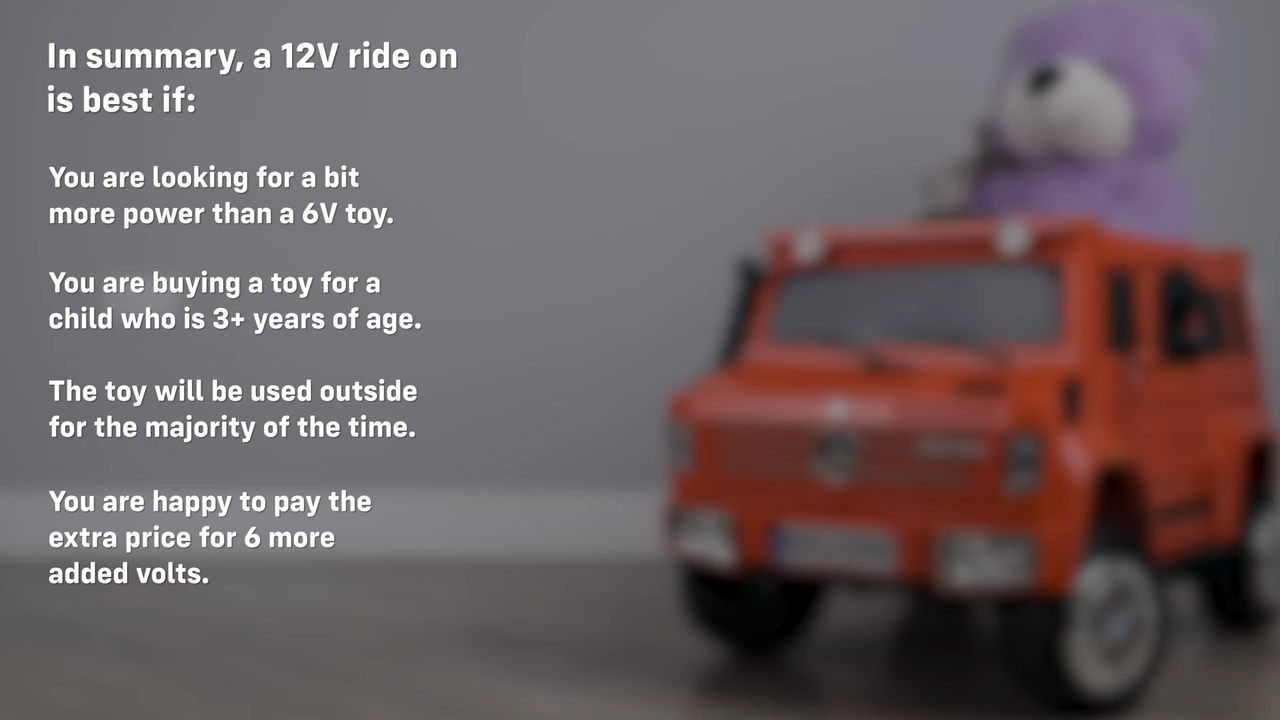 In summary, a 12V ride on
is best if:
You are looking for a bit
more power than a 6V toy.
You are buying a toy for a
child who is 3+ years of age.
The toy will be used outside
for the majority of the time.
You are happy to pay the
extra price for 6 more
added volts.